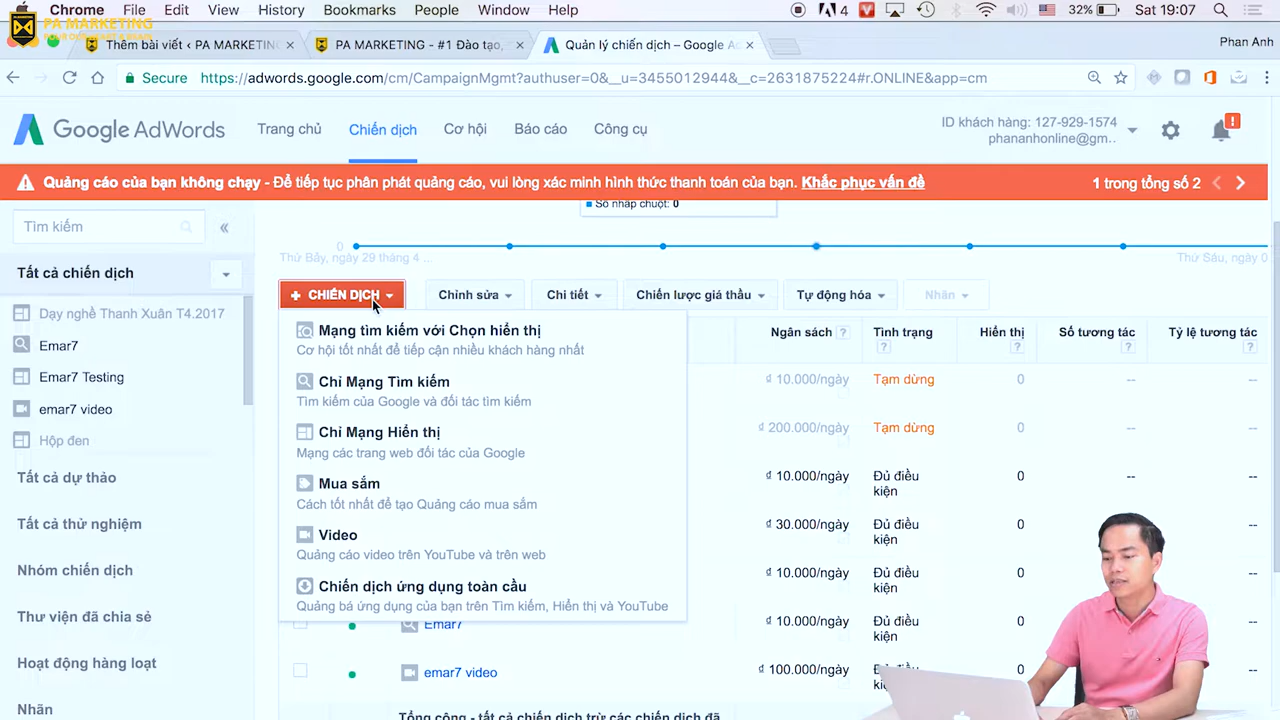 Chrome File Edit View History Bookmarks People Window Help 4 32% Sat 19:07
PA MARKETING
Thêm bài viết ‹ PA MARKETING
PA MARKETING - #1 Đào tạo,
Quản lý chiến dịch – Google Ad
Phan Anh
Secure https://adwords.google.com/cm/CampaignMgmt?authuser=0&__u=3455012944&__c=2631875224#r.ONLINE&app=cm
Google AdWords
Trang chủ Chiến dịch Cơ hội Báo cáo Công cụ
ID khách hàng: 127-929-1574
phananhonline@gm..
Quảng cáo của bạn không chạy - Để tiếp tục phân phát quảng cáo, vui lòng xác minh hình thức thanh toán của bạn. Khắc phục vấn đề
1 trong tổng số 2
Tìm kiếm
«
Tất cả chiến dịch
Dạy nghề Thanh Xuân T4.2017
Emar7
Emar7 Testing
emar7 video
Hộp đen
Tất cả dự thảo
Tất cả thử nghiệm
Nhóm chiến dịch
Thư viện đã chia sẻ
Hoạt động hàng loạt
Nhãn
Số nhấp chuột: 0
0
Thứ Bảy, ngày 29 tháng 4 ...
Thứ Sáu, ngày 0
+ CHIẾN DỊCH
Chỉnh sửa
Chi tiết
Chiến lược giá thầu
Tự động hóa
Nhãn
Mạng tìm kiếm với Chọn hiển thị
Cơ hội tốt nhất để tiếp cận nhiều khách hàng nhất
Chỉ Mạng Tìm kiếm
Tìm kiếm của Google và đối tác tìm kiếm
Chỉ Mạng Hiển thị
Mạng các trang web đối tác của Google
Mua sắm
Cách tốt nhất để tạo Quảng cáo mua sắm
Video
Quảng cáo video trên YouTube và trên web
Chiến dịch ứng dụng toàn cầu
Quảng bá ứng dụng của bạn trên Tìm kiếm, Hiển thị và YouTube
Ngân sách ? Tình trạng ? Hiển thị ? Số tương tác ? Tỷ lệ tương tác ?
₫ 10.000/ngày Tạm dừng 0 -- --
₫ 200.000/ngày Tạm dừng 0 -- --
₫ 10.000/ngày Đủ điều kiện 0 -- --
₫ 30.000/ngày Đủ điều kiện 0 --
₫ 10.000/ngày Đủ điều kiện 0 --
Emar7 ₫ 10.000/ngày Đủ điều kiện 0 --
emar7 video ₫ 100.000/ngày 0 --
Tổng cộng - tất cả chiến dịch trừ các chiến dịch đã